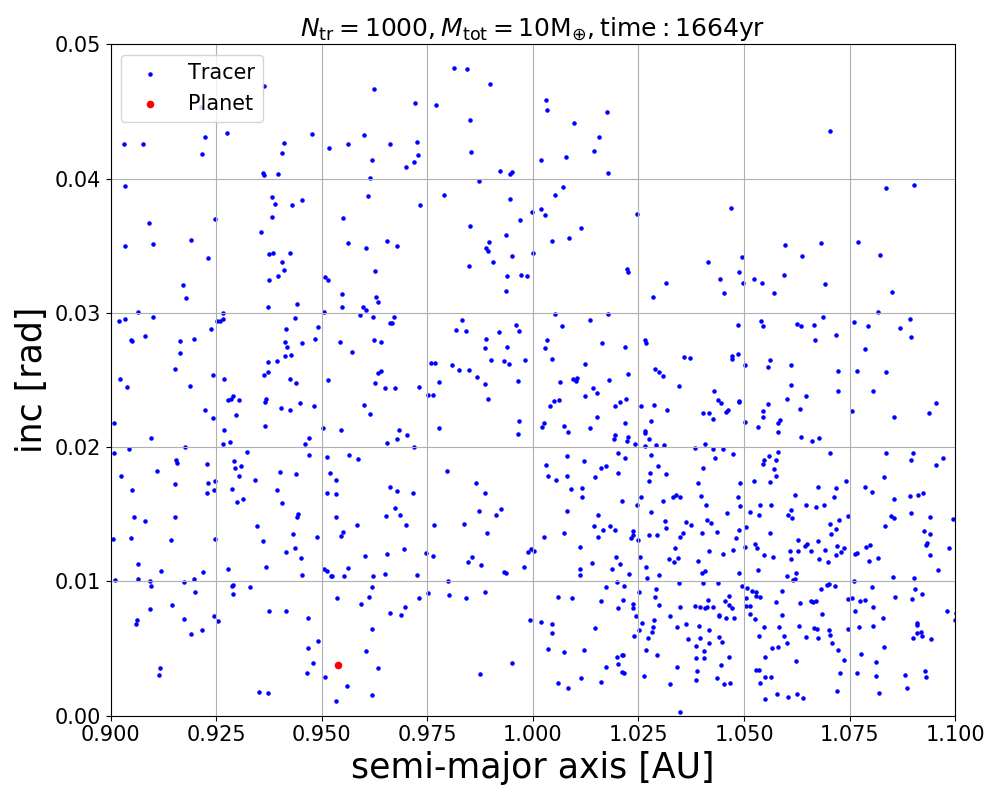 N_tr = 1000, M_tot = 10M_⊕, time : 1664yr
Tracer
Planet
inc [rad]
0.05
0.04
0.03
0.02
0.01
0.00
0.900 0.925 0.950 0.975 1.000 1.025 1.050 1.075 1.100
semi-major axis [AU]